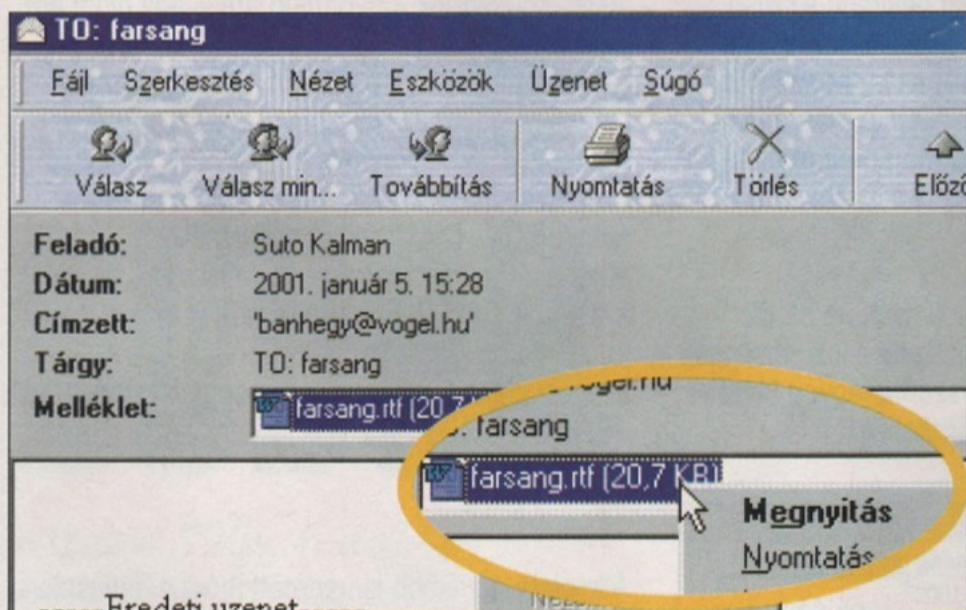 TO: farsang
Fájl Szerkesztés Nézet Eszközök Üzenet Súgó
Válasz Válasz min... Továbbítás Nyomtatás Törlés Előző
Feladó: Suto Kalman
Dátum: 2001. január 5. 15:28
Címzett: 'banhegy@vogel.hu'
Tárgy: TO: farsang
Melléklet: farsang.rtf (20,7
vogel.hu
: farsang
farsang.rtf (20,7 KB)
Megnyitás
Nyomtatás
-----Eredeti uzenet-----